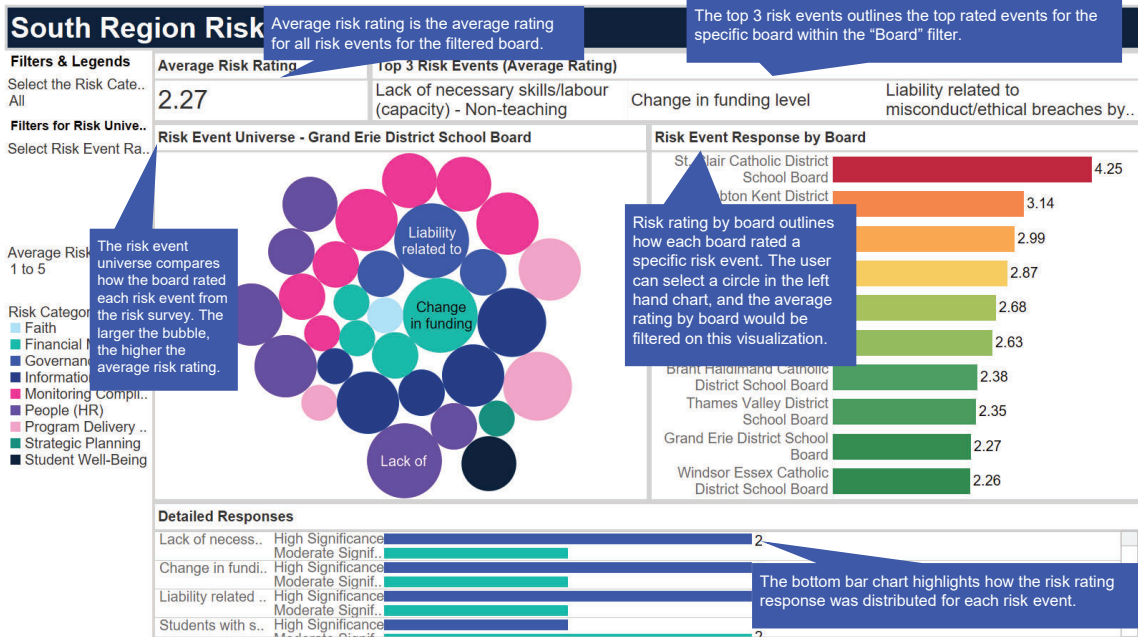 South Region Risk
Average risk rating is the average rating
for all risk events for the filtered board.
The top 3 risk events outlines the top rated events for the
specific board within the “Board” filter.
Filters & Legends
Select the Risk Cate..
All
Filters for Risk Unive..
Select Risk Event Ra..
Average Risk
1 to 5
Risk Categor
Faith
Financial
Governanc
Information
Monitoring Compli..
People (HR)
Program Delivery ..
Strategic Planning
Student Well-Being
Average Risk Rating
2.27
Top 3 Risk Events (Average Rating)
Lack of necessary skills/labour
(capacity) - Non-teaching
Change in funding level
Liability related to
misconduct/ethical breaches by..
Risk Event Universe - Grand Erie District School Board
The risk event
universe compares
how the board rated
each risk event from
the risk survey. The
larger the bubble,
the higher the
average risk rating.
Liability
related to
Change
in funding
Lack of
Risk Event Response by Board
St. Clair Catholic District
School Board
4.25
Kent District
3.14
2.99
2.87
2.68
2.63
Risk rating by board outlines
how each board rated a
specific risk event. The user
can select a circle in the left
hand chart, and the average
rating by board would be
filtered on this visualization.
Brant Haldimand Catholic
District School Board
2.38
Thames Valley District
School Board
2.35
Grand Erie District School
Board
2.27
Windsor Essex Catholic
District School Board
2.26
Detailed Responses
Lack of necess.. High Significance 2
Moderate Signif..
Change in fundi.. High Significance
Moderate Signif..
Liability related .. High Significance
Moderate Signif..
Students with s.. High Significance
Moderate Signif.. 2
The bottom bar chart highlights how the risk rating
response was distributed for each risk event.